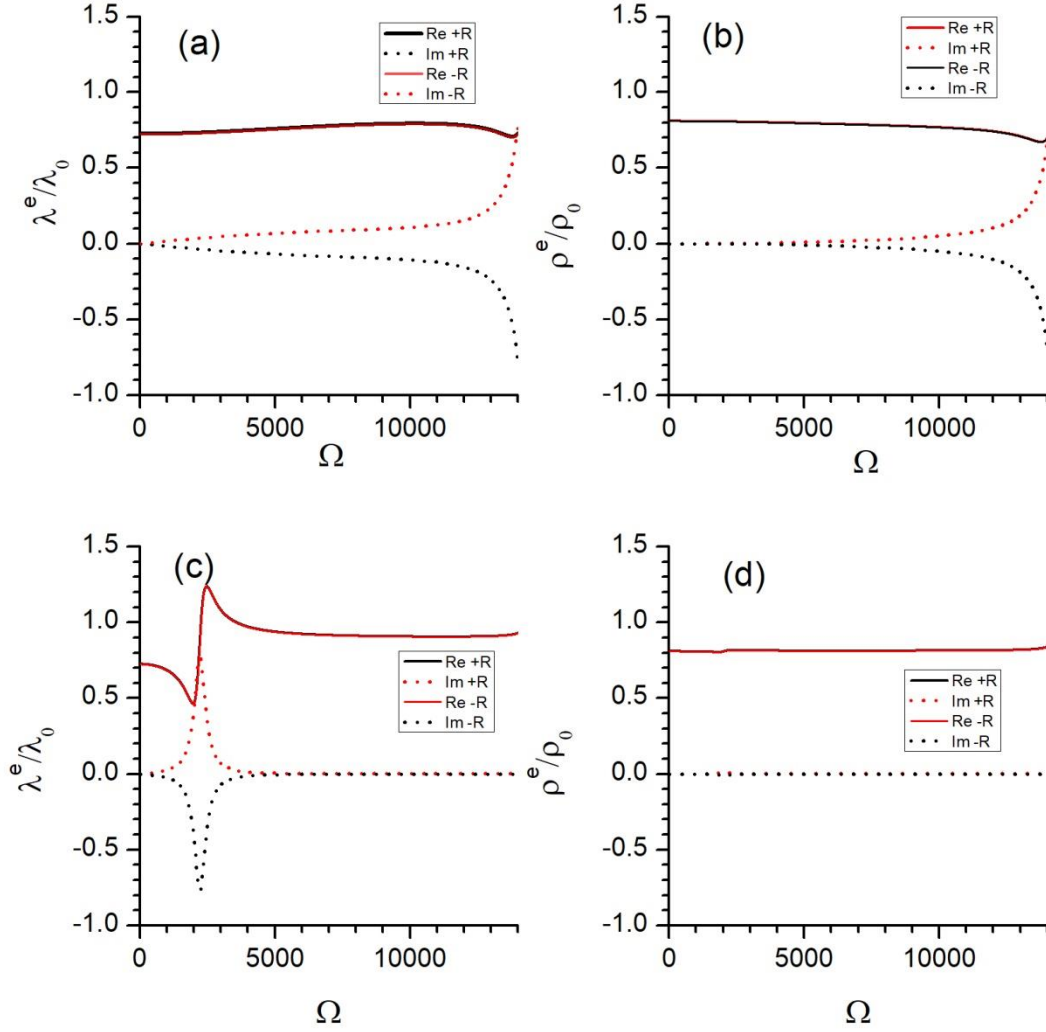 (a)
Re +R
Im +R
Re -R
Im -R
1.5
1.0
0.5
0.0
-0.5
-1.0
λᵉ/λ₀
0 5000 10000
Ω
(b)
Re +R
Im +R
Re -R
Im -R
1.5
1.0
0.5
0.0
-0.5
-1.0
ρᵉ/ρ₀
0 5000 10000
Ω
(c)
Re +R
Im +R
Re -R
Im -R
1.5
1.0
0.5
0.0
-0.5
-1.0
λᵉ/λ₀
0 5000 10000
Ω
(d)
Re +R
Im +R
Re -R
Im -R
1.5
1.0
0.5
0.0
-0.5
-1.0
ρᵉ/ρ₀
0 5000 10000
Ω